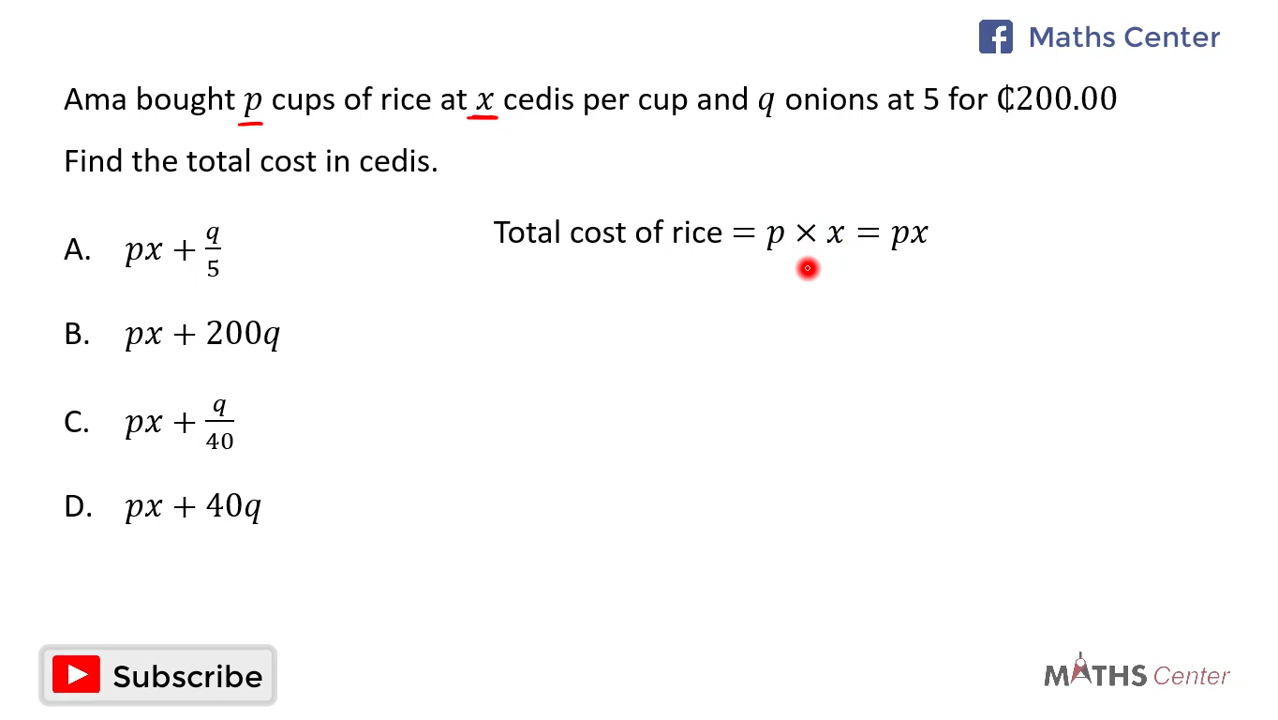 Maths Center
Ama bought p cups of rice at x cedis per cup and q onions at 5 for ₵200.00
Find the total cost in cedis.
Total cost of rice = p × x = px
A. px + q/5
B. px + 200q
C. px + q/40
D. px + 40q
Subscribe
MATHS Center